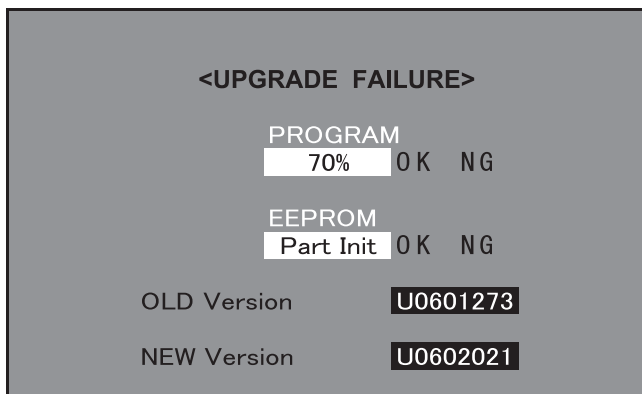 <UPGRADE FAILURE>
PROGRAM
70% OK NG
EEPROM
Part Init OK NG
OLD Version U0601273
NEW Version U0602021